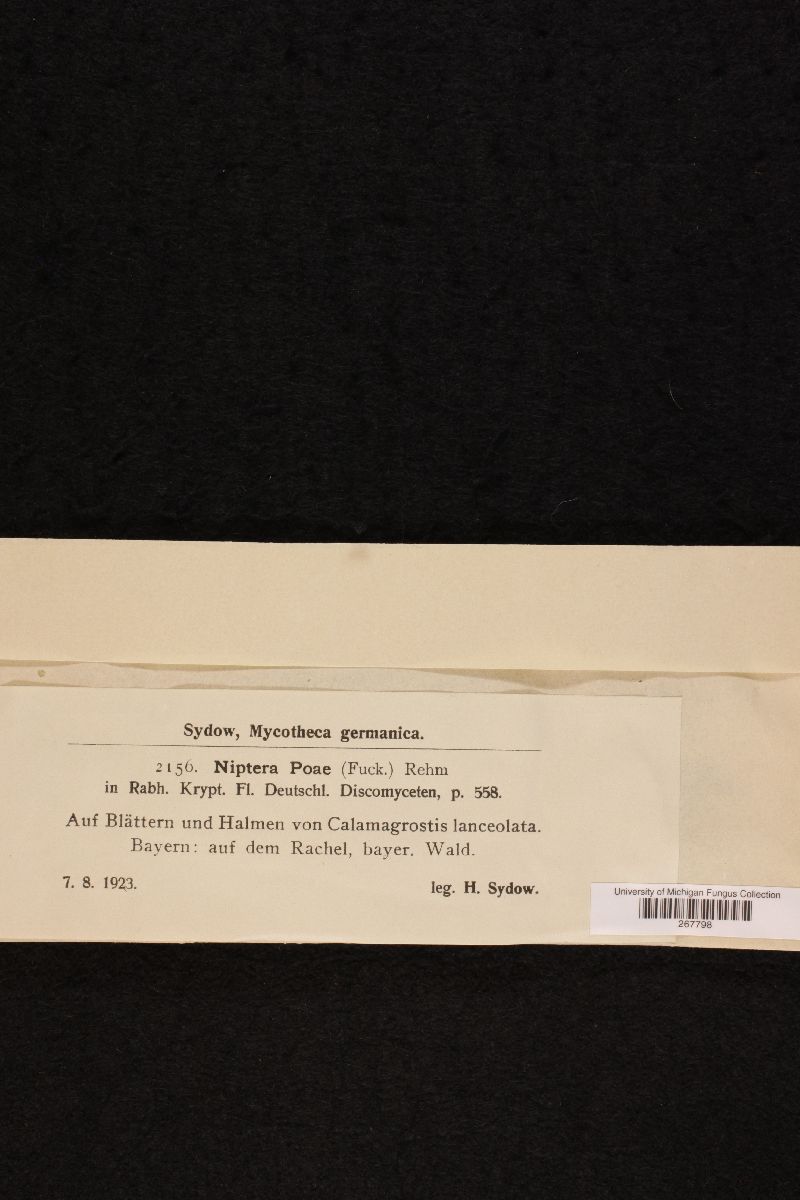 Sydow, Mycotheca germanica.
2156. Niptera Poae (Fuck.) Rehm
in Rabh. Krypt. Fl. Deutschl. Discomyceten, p. 558.
Auf Blättern und Halmen von Calamagrostis lanceolata.
Bayern: auf dem Rachel, bayer. Wald.
7. 8. 1923.
leg. H. Sydow.
University of Michigan Fungus Collection
267798